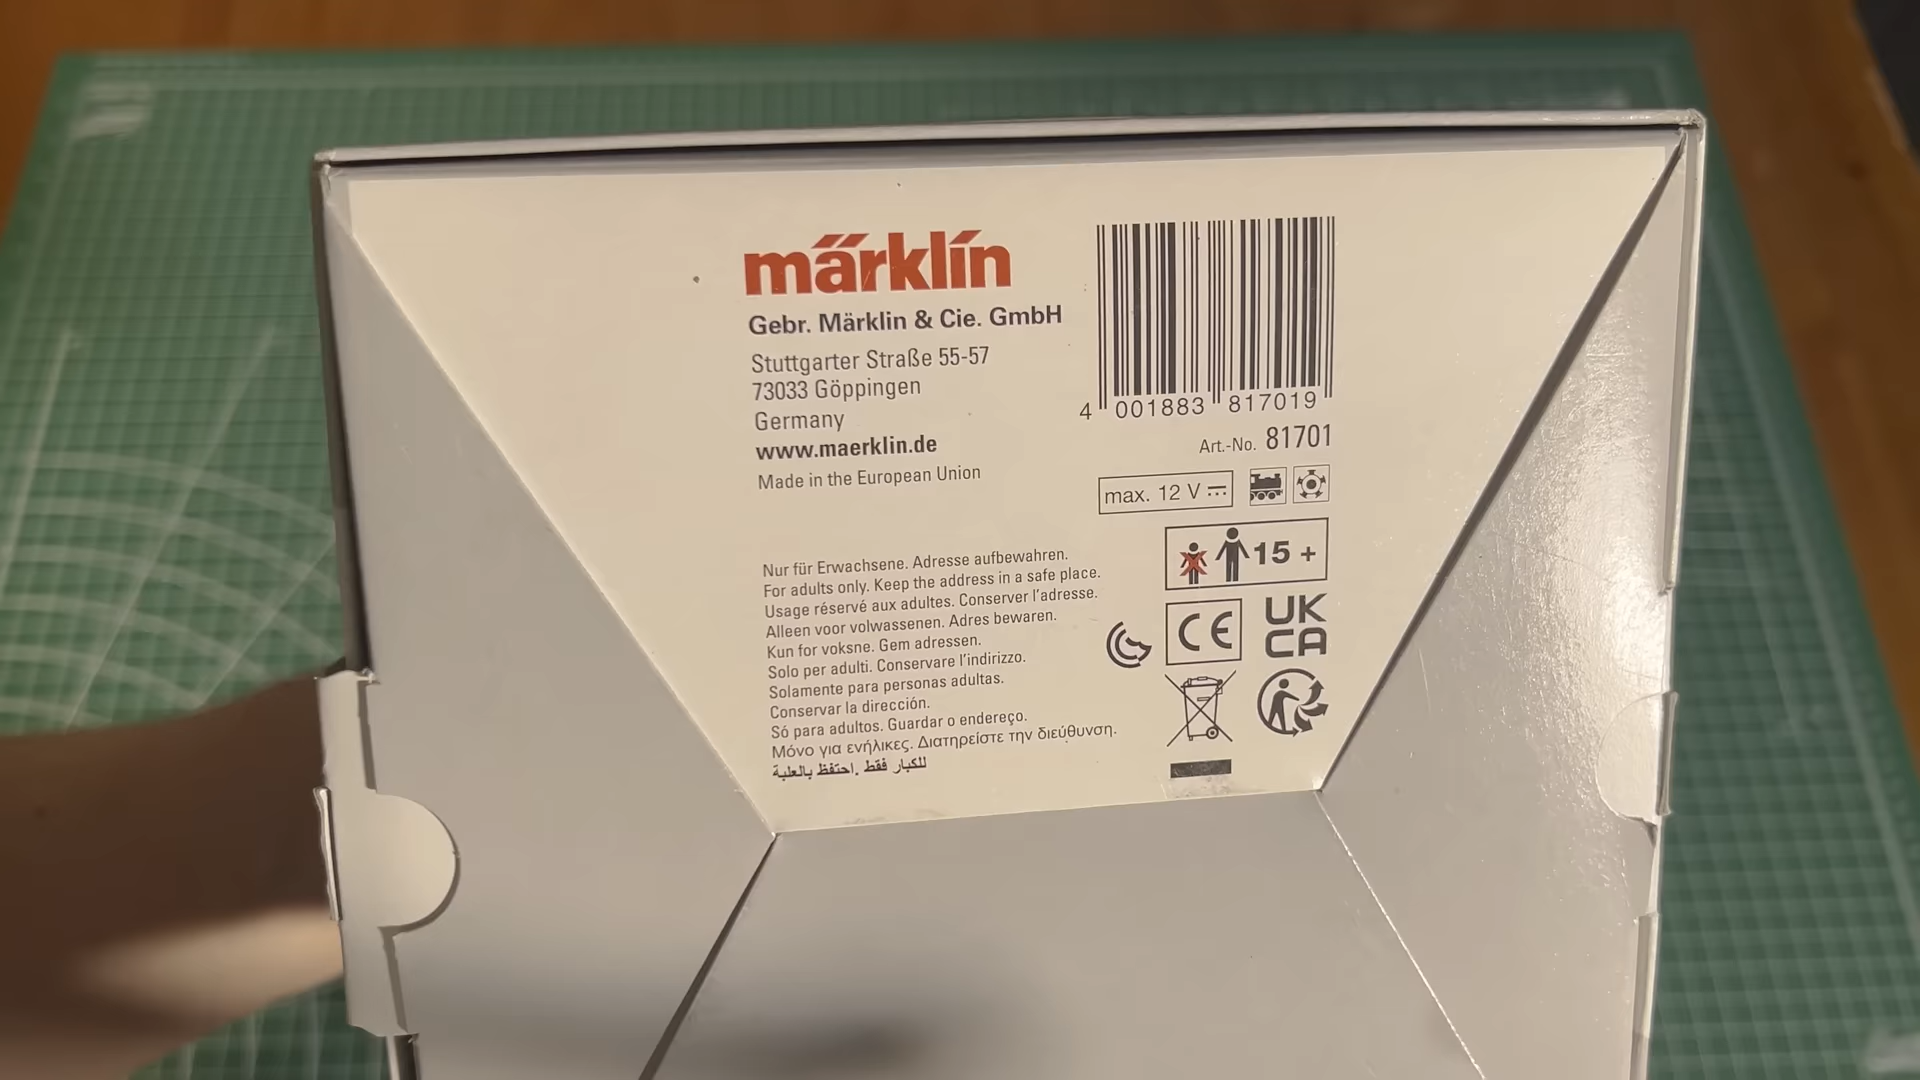 märklin
Gebr. Märklin & Cie. GmbH
Stuttgarter Straße 55-57
73033 Göppingen
Germany
www.maerklin.de
Made in the European Union
4 001883 817019
Art.-No. 81701
max. 12 V
15 +
Nur für Erwachsene. Adresse aufbewahren.
For adults only. Keep the address in a safe place.
Usage réservé aux adultes. Conserver l'adresse.
Alleen voor volwassenen. Adres bewaren.
Kun for voksne. Gem adressen.
Solo per adulti. Conservare l'indirizzo.
Solamente para personas adultas.
Conservar la dirección.
Só para adultos. Guardar o endereço.
Μόνο για ενήλικες. Διατηρείστε την διεύθυνση.
للكبار فقط .احتفظ بالعلبة
CE
UK
CA